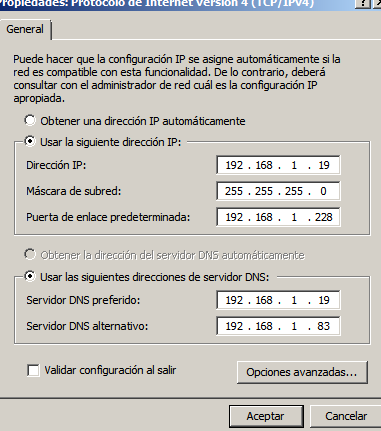 Propiedades: Protocolo de Internet versión 4 (TCP/IPv4)
General
Puede hacer que la configuración IP se asigne automáticamente si la
red es compatible con esta funcionalidad. De lo contrario, deberá
consultar con el administrador de red cuál es la configuración IP
apropiada.
Obtener una dirección IP automáticamente
Usar la siguiente dirección IP:
Dirección IP: 192 . 168 . 1 . 19
Máscara de subred: 255 . 255 . 255 . 0
Puerta de enlace predeterminada: 192 . 168 . 1 . 228
Obtener la dirección del servidor DNS automáticamente
Usar las siguientes direcciones de servidor DNS:
Servidor DNS preferido: 192 . 168 . 1 . 19
Servidor DNS alternativo: 192 . 168 . 1 . 83
Validar configuración al salir
Opciones avanzadas...
Aceptar Cancelar